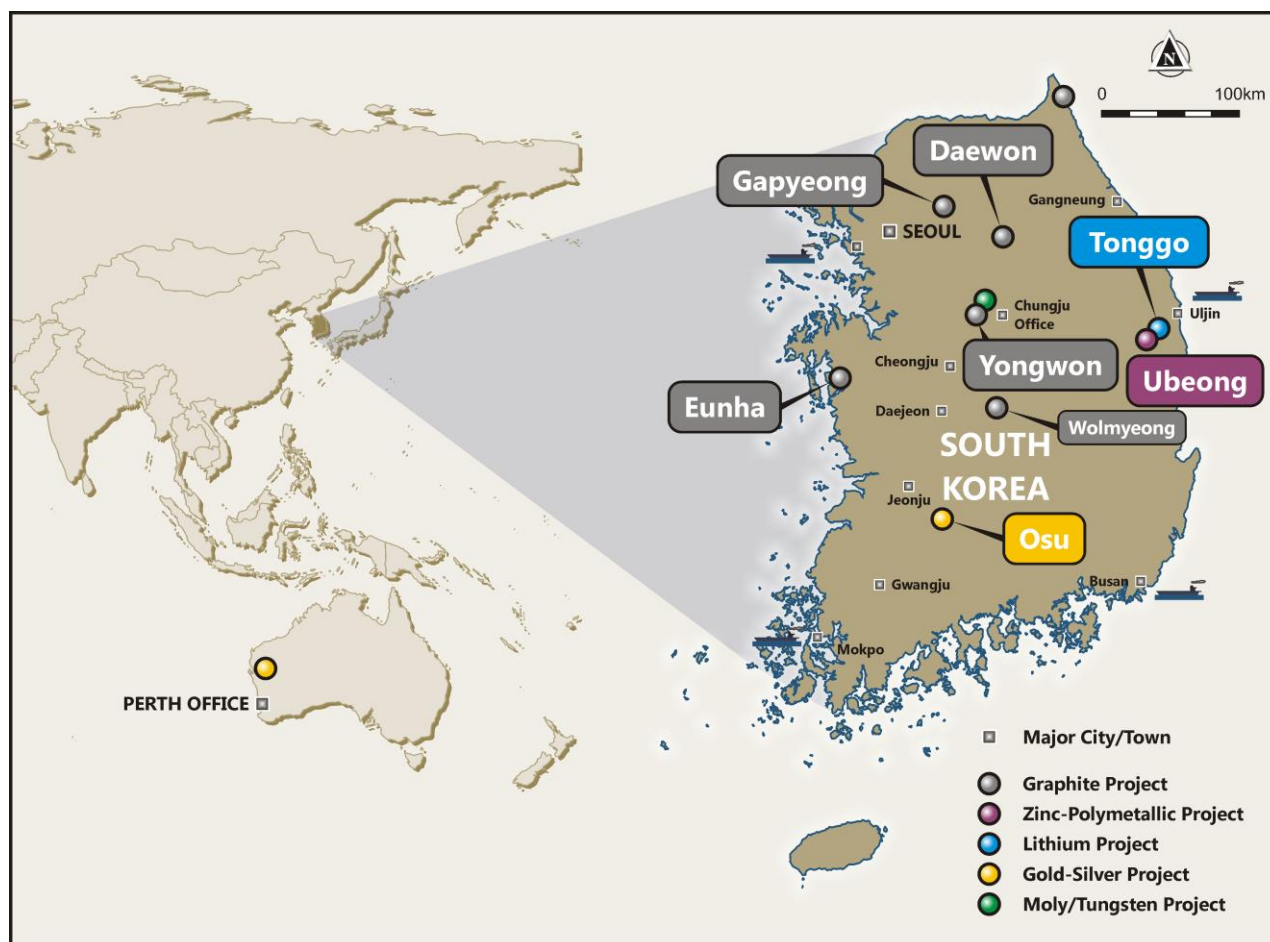 N
0 100km
Daewon
Gapyeong
Gangneung
SEOUL
Tonggo
Chungju
Office
Uljin
Yongwon
Cheongju
Ubeong
Eunha
Daejeon
Wolmyeong
SOUTH
KOREA
Jeonju
Osu
Gwangju
Busan
Mokpo
PERTH OFFICE
Major City/Town
Graphite Project
Zinc-Polymetallic Project
Lithium Project
Gold-Silver Project
Moly/Tungsten Project